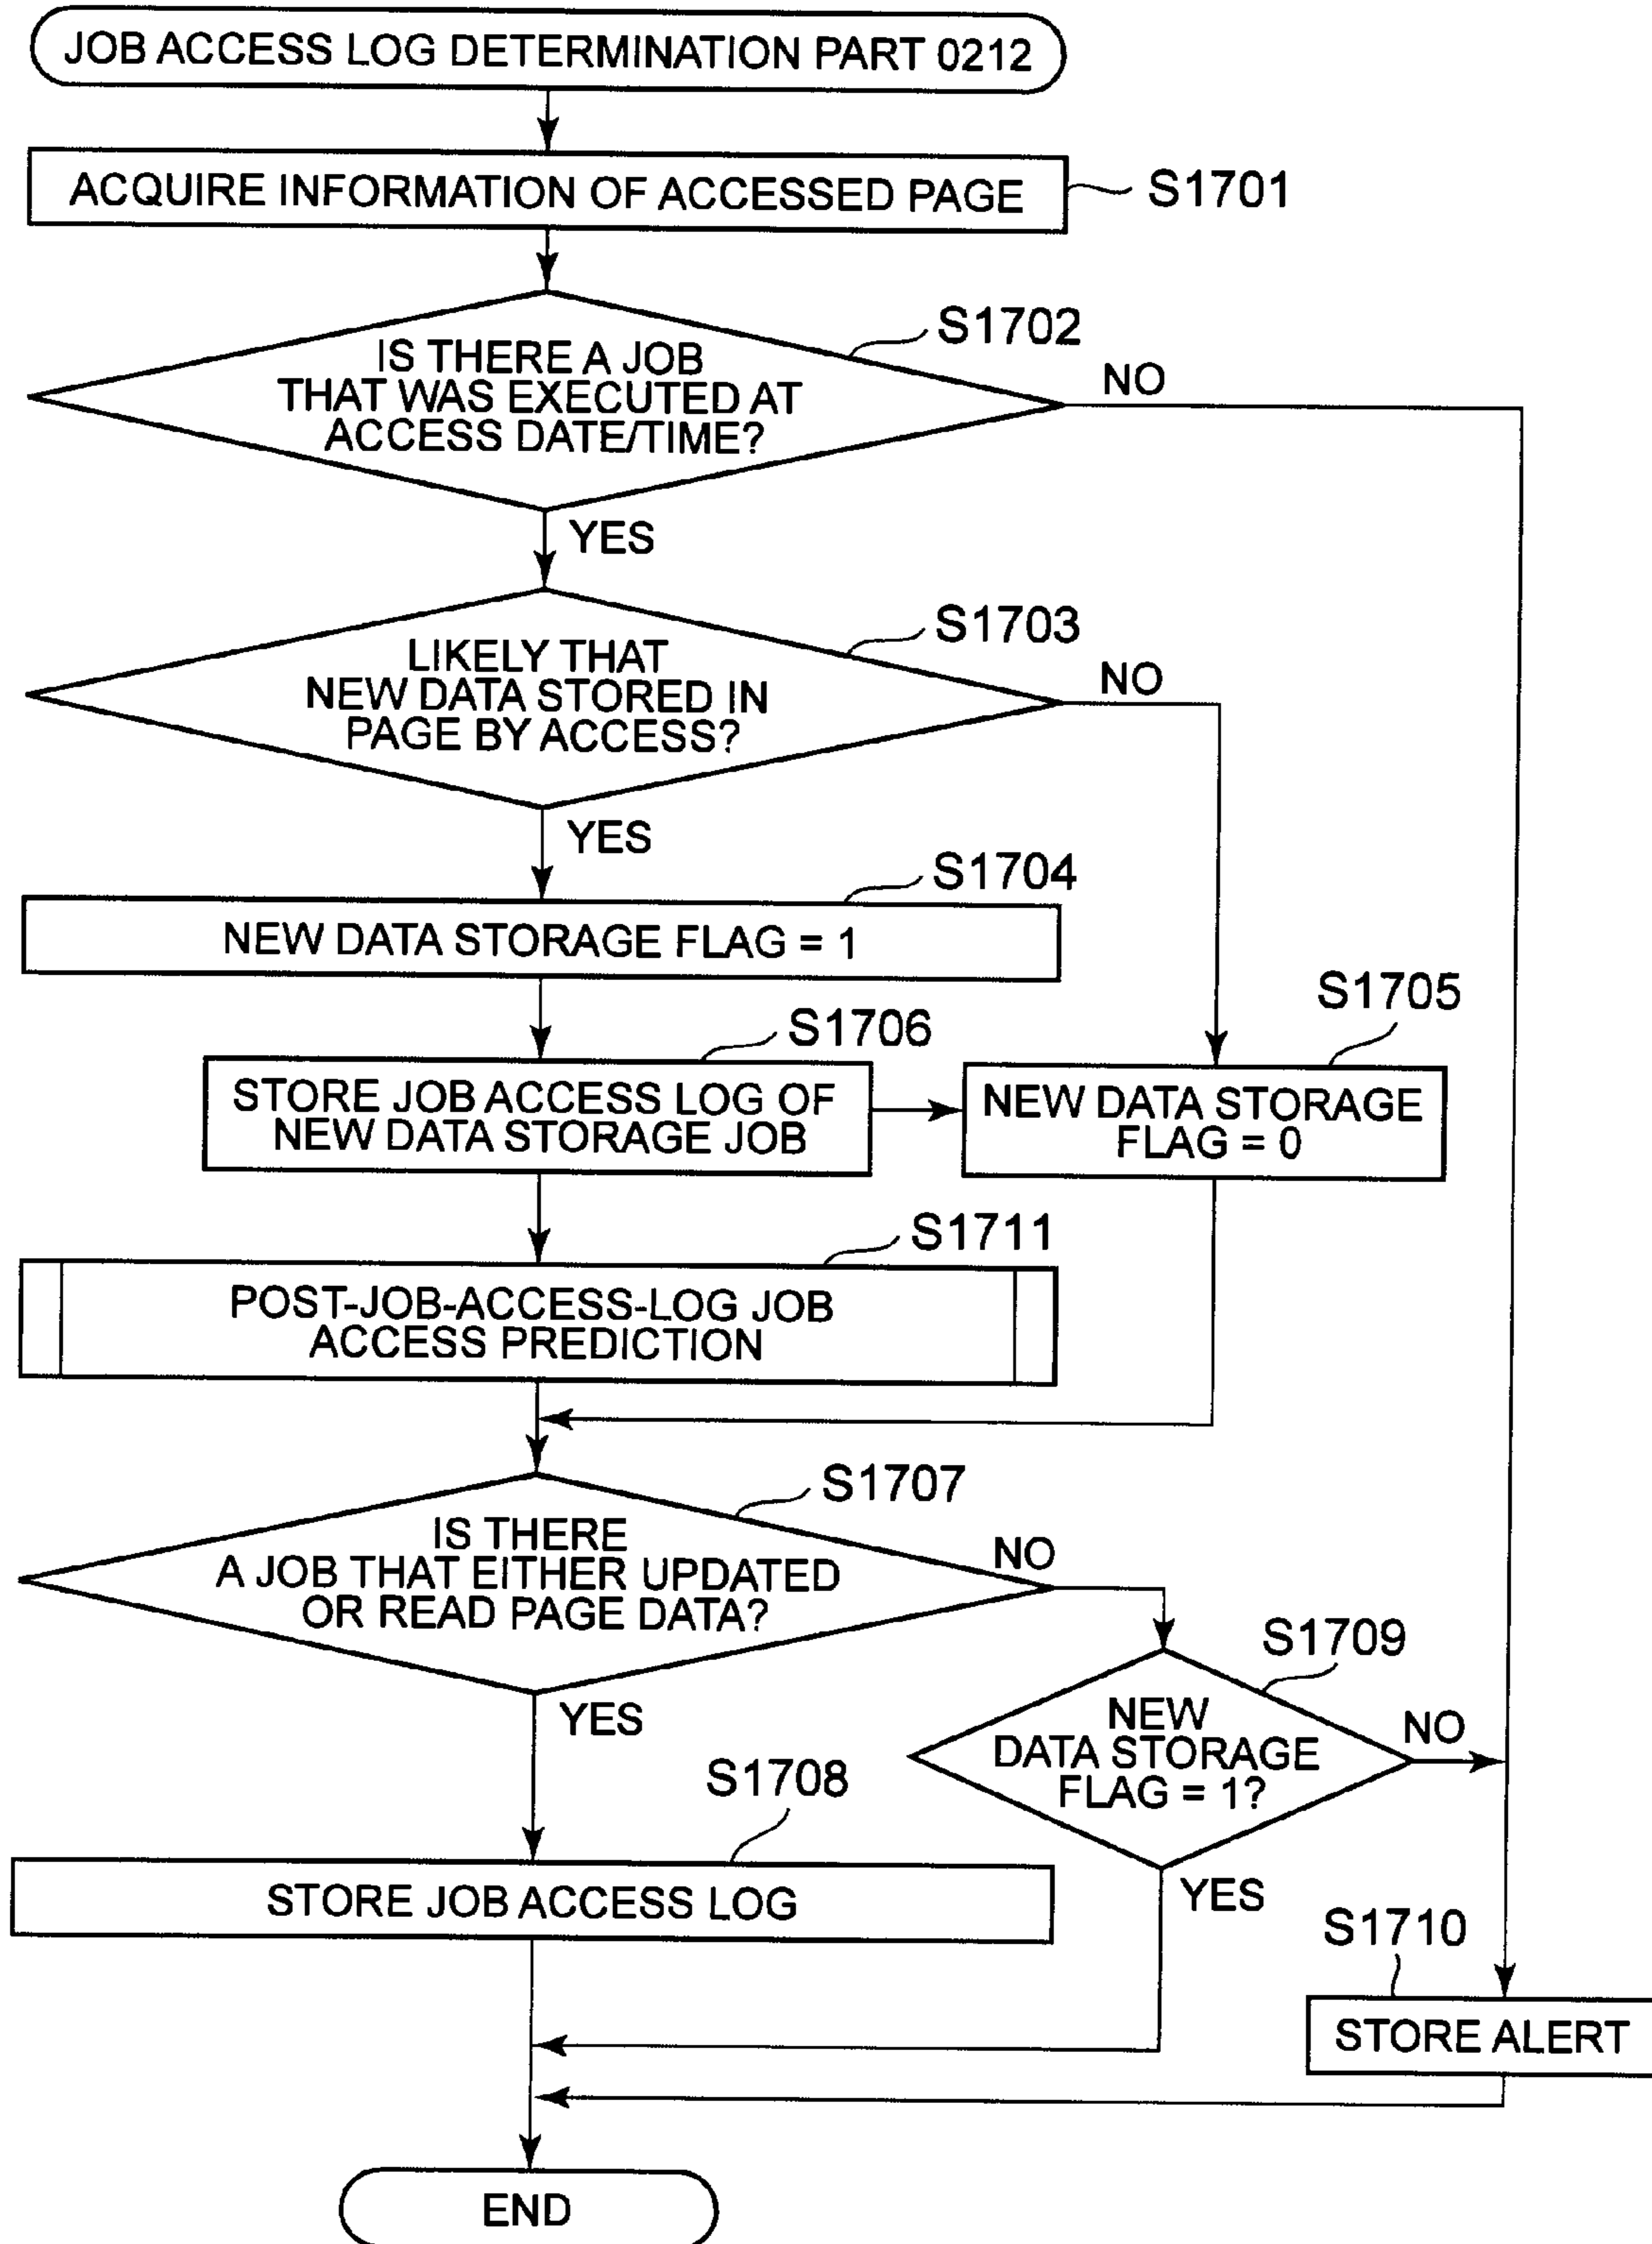 JOB ACCESS LOG DETERMINATION PART 0212
ACQUIRE INFORMATION OF ACCESSED PAGE
S1701
S1702
IS THERE A JOB
THAT WAS EXECUTED AT
ACCESS DATE/TIME?
NO
YES
S1703
LIKELY THAT
NEW DATA STORED IN
PAGE BY ACCESS?
NO
YES
S1704
NEW DATA STORAGE FLAG = 1
S1705
S1706
STORE JOB ACCESS LOG OF
NEW DATA STORAGE JOB
NEW DATA STORAGE
FLAG = 0
S1711
POST-JOB-ACCESS-LOG JOB
ACCESS PREDICTION
S1707
IS THERE
A JOB THAT EITHER UPDATED
OR READ PAGE DATA?
NO
YES
S1709
NEW
DATA STORAGE
FLAG = 1?
NO
YES
S1708
STORE JOB ACCESS LOG
S1710
STORE ALERT
END